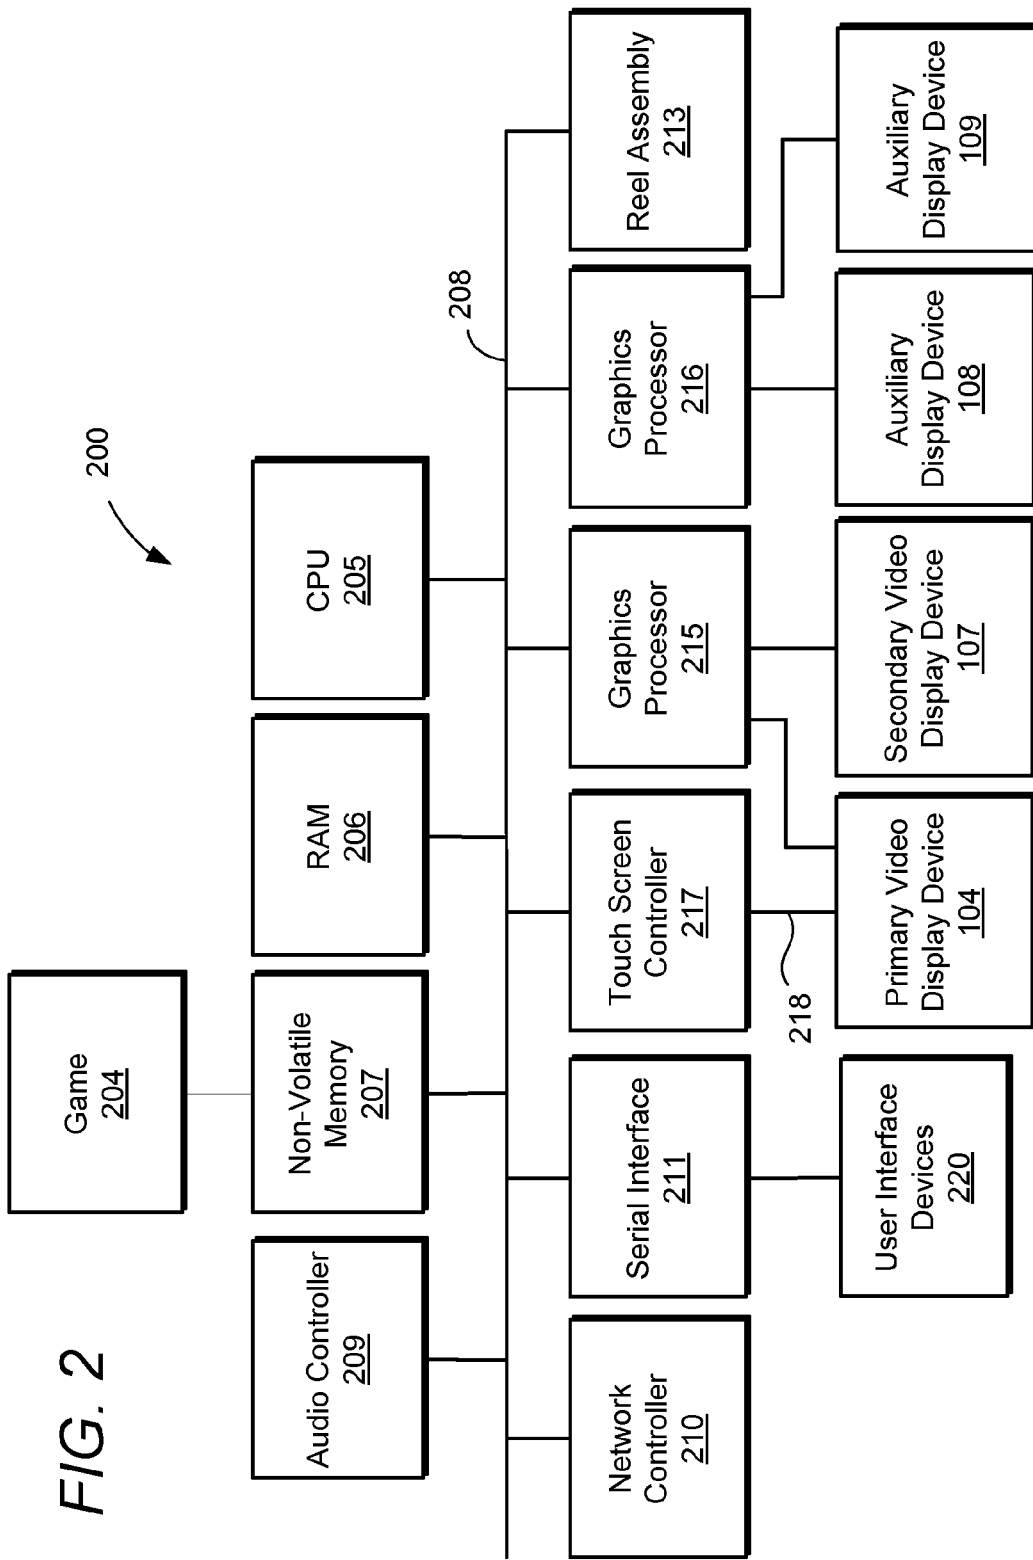 FIG. 2
200
Game
204
Audio Controller
209
Non-Volatile
Memory
207
RAM
206
CPU
205
208
Network
Controller
210
Serial Interface
211
Touch Screen
Controller
217
Graphics
Processor
215
Graphics
Processor
216
Reel Assembly
213
218
User Interface
Devices
220
Primary Video
Display Device
104
Secondary Video
Display Device
107
Auxiliary
Display Device
108
Auxiliary
Display Device
109